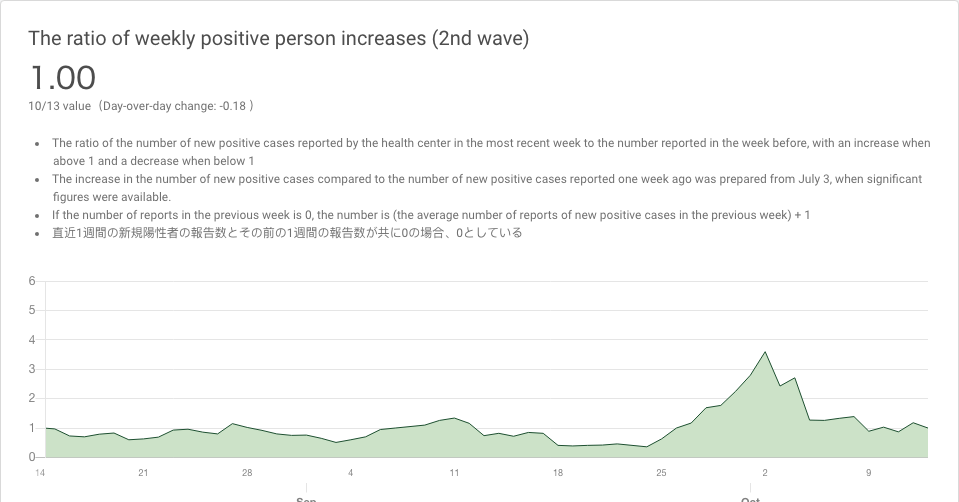 The ratio of weekly positive person increases (2nd wave)
1.00
10/13 value（Day-over-day change: -0.18 ）
The ratio of the number of new positive cases reported by the health center in the most recent week to the number reported in the week before, with an increase when
above 1 and a decrease when below 1
The increase in the number of new positive cases compared to the number of new positive cases reported one week ago was prepared from July 3, when significant
figures were available.
If the number of reports in the previous week is 0, the number is (the average number of reports of new positive cases in the previous week) + 1
直近1週間の新規陽性者の報告数とその前の1週間の報告数が共に0の場合、0としている
6
5
4
3
2
1
0
14 21 28 4 11 18 25 2 9
Sep Oct